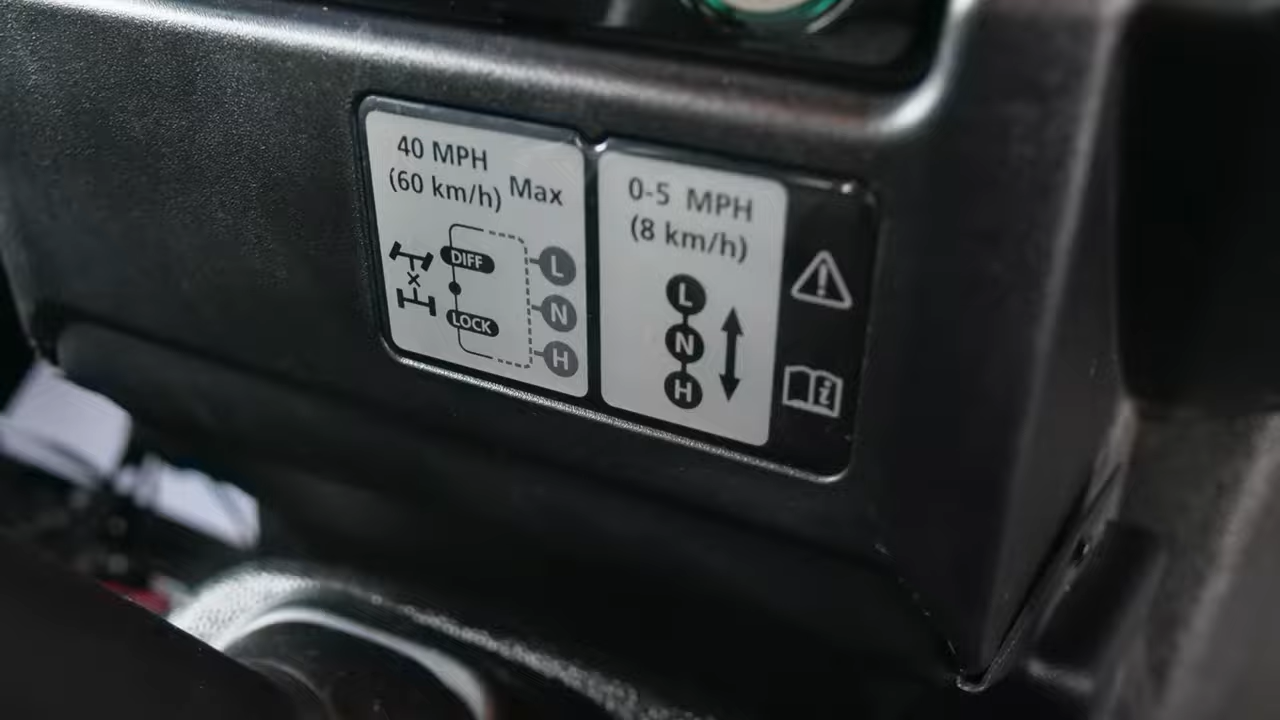 40 MPH
(60 km/h) Max
DIFF
LOCK
L
N
H
0-5 MPH
(8 km/h)
L
N
H